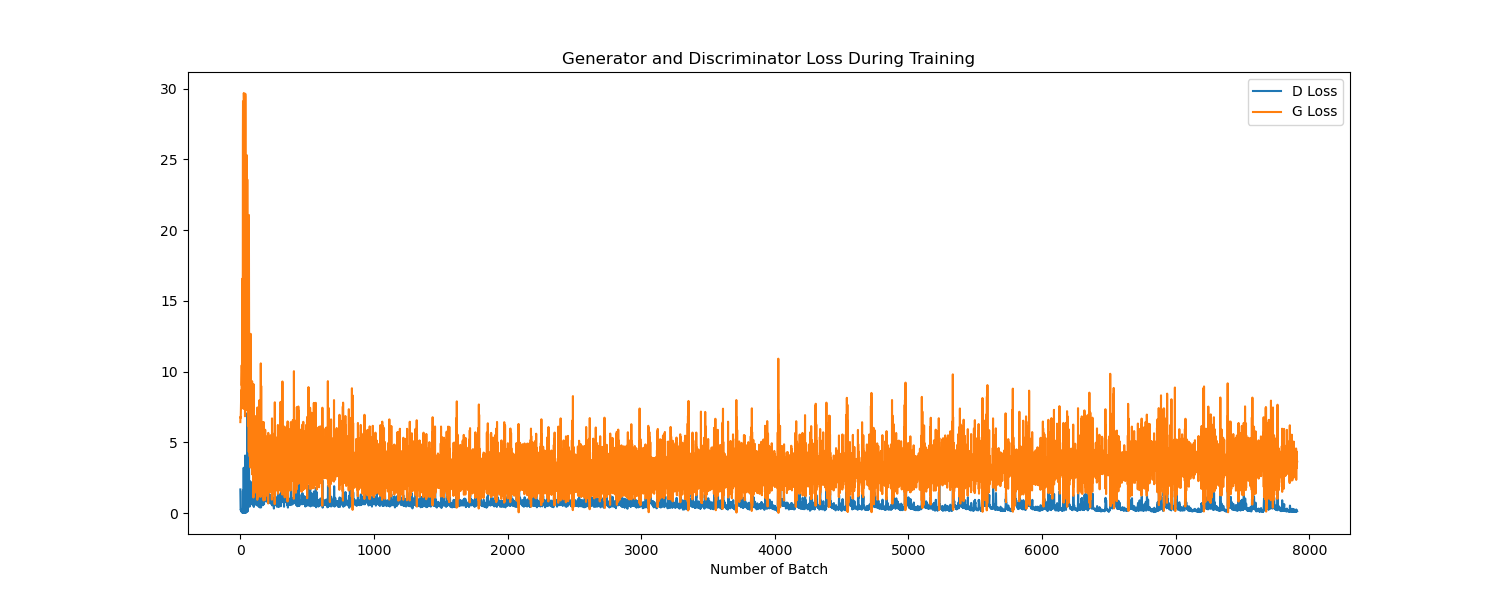 Generator and Discriminator Loss During Training
D Loss
G Loss
30
25
20
15
10
5
0
0 1000 2000 3000 4000 5000 6000 7000 8000
Number of Batch